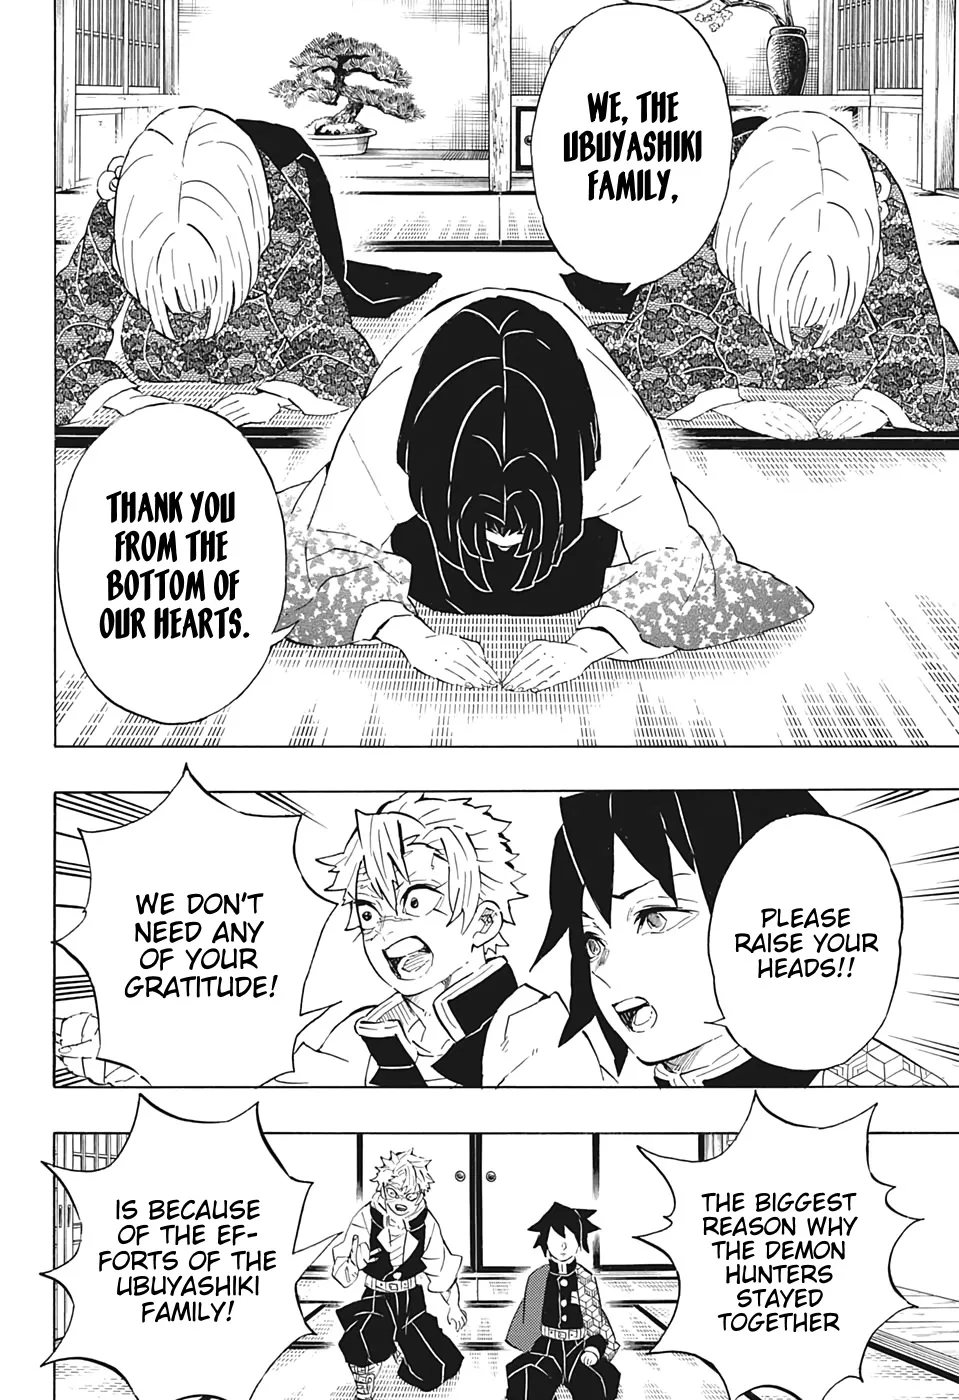 WE, THE
UBUYASHIKI
FAMILY,
THANK YOU
FROM THE
BOTTOM OF
OUR HEARTS.
PLEASE
RAISE YOUR
HEADS!!
WE DON'T
NEED ANY
OF YOUR
GRATITUDE!
THE BIGGEST
REASON WHY
THE DEMON
HUNTERS
STAYED
TOGETHER
IS BECAUSE
OF THE EF-
FORTS OF THE
UBUYASHIKI
FAMILY!